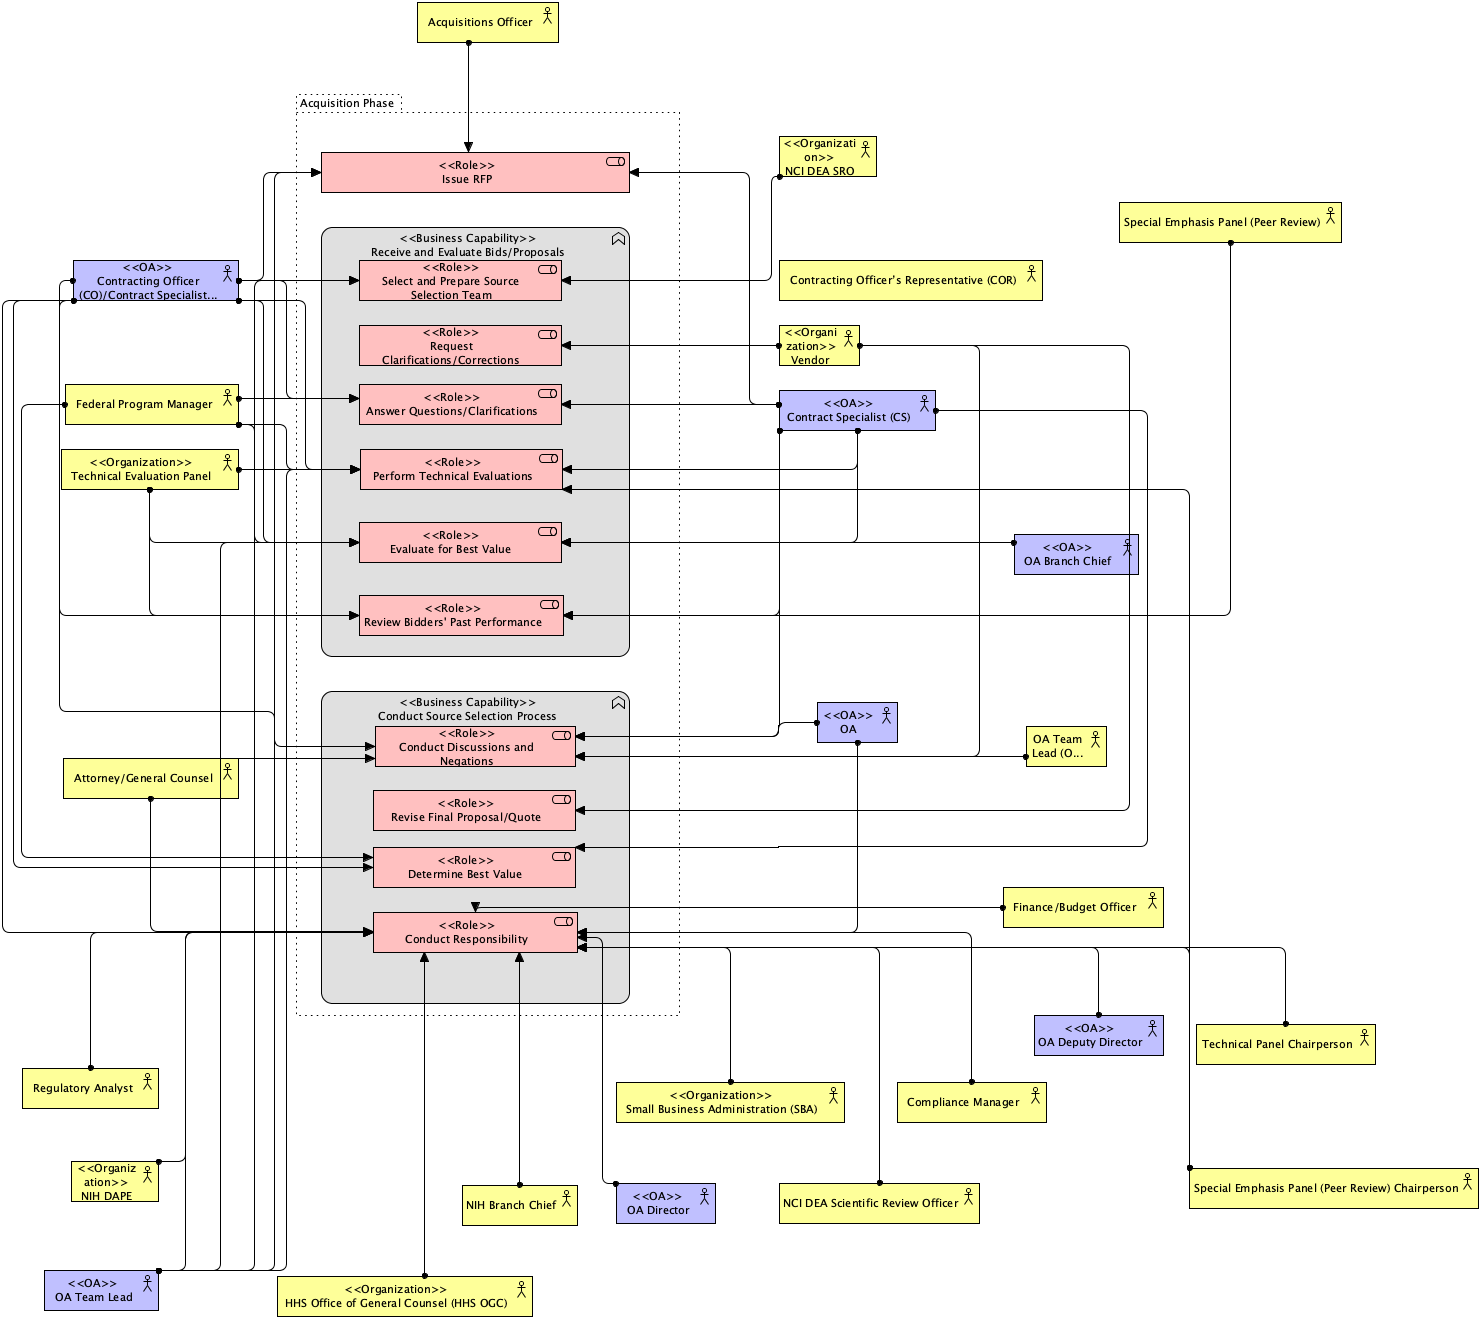 Acquisitions Officer
Acquisition Phase
<<Role>>
Issue RFP
<<Organizati
on>>
NCI DEA SRO
Special Emphasis Panel (Peer Review)
<<Business Capability>>
Receive and Evaluate Bids/Proposals
<<OA>>
Contracting Officer
(CO)/Contract Specialist...
<<Role>>
Select and Prepare Source
Selection Team
Contracting Officer's Representative (COR)
<<Role>>
Request
Clarifications/Corrections
<<Organi
zation>>
Vendor
Federal Program Manager
<<Role>>
Answer Questions/Clarifications
<<OA>>
Contract Specialist (CS)
<<Organization>>
Technical Evaluation Panel
<<Role>>
Perform Technical Evaluations
<<Role>>
Evaluate for Best Value
<<OA>>
OA Branch Chief
<<Role>>
Review Bidders' Past Performance
<<Business Capability>>
Conduct Source Selection Process
<<Role>>
Conduct Discussions and
Negations
<<OA>>
OA
OA Team
Lead (O...
Attorney/General Counsel
<<Role>>
Revise Final Proposal/Quote
<<Role>>
Determine Best Value
Finance/Budget Officer
<<Role>>
Conduct Responsibility
<<OA>>
OA Deputy Director
Technical Panel Chairperson
Regulatory Analyst
<<Organization>>
Small Business Administration (SBA)
Compliance Manager
<<Organiz
ation>>
NIH DAPE
NIH Branch Chief
<<OA>>
OA Director
NCI DEA Scientific Review Officer
Special Emphasis Panel (Peer Review) Chairperson
<<OA>>
OA Team Lead
<<Organization>>
HHS Office of General Counsel (HHS OGC)